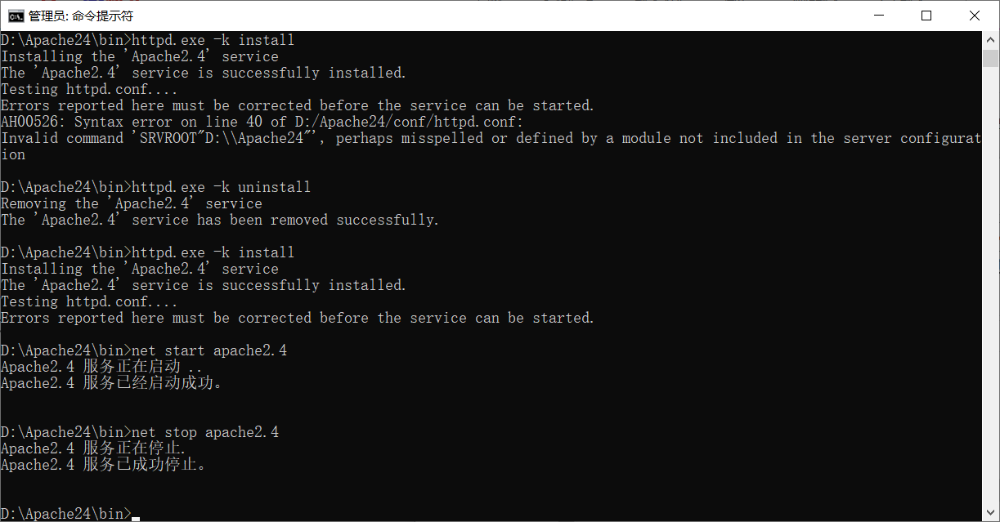 管理员: 命令提示符
D:\Apache24\bin>httpd.exe -k install
Installing the 'Apache2.4' service
The 'Apache2.4' service is successfully installed.
Testing httpd.conf....
Errors reported here must be corrected before the service can be started.
AH00526: Syntax error on line 40 of D:/Apache24/conf/httpd.conf:
Invalid command 'SRVROOT"D:\\Apache24"', perhaps misspelled or defined by a module not included in the server configurat
ion
D:\Apache24\bin>httpd.exe -k uninstall
Removing the 'Apache2.4' service
The 'Apache2.4' service has been removed successfully.
D:\Apache24\bin>httpd.exe -k install
Installing the 'Apache2.4' service
The 'Apache2.4' service is successfully installed.
Testing httpd.conf....
Errors reported here must be corrected before the service can be started.
D:\Apache24\bin>net start apache2.4
Apache2.4 服务正在启动 ..
Apache2.4 服务已经启动成功。
D:\Apache24\bin>net stop apache2.4
Apache2.4 服务正在停止.
Apache2.4 服务已成功停止。
D:\Apache24\bin>